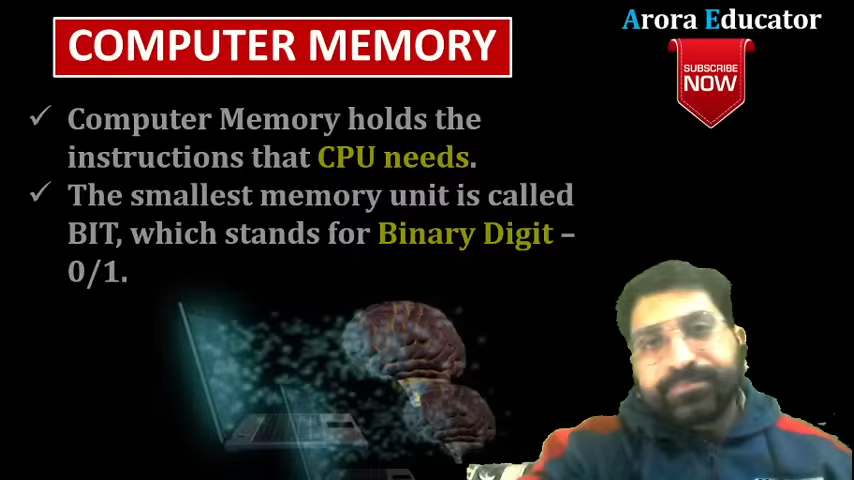 COMPUTER MEMORY
Arora Educator
SUBSCRIBE
NOW
✓ Computer Memory holds the
instructions that CPU needs.
✓ The smallest memory unit is called
BIT, which stands for Binary Digit –
0/1.